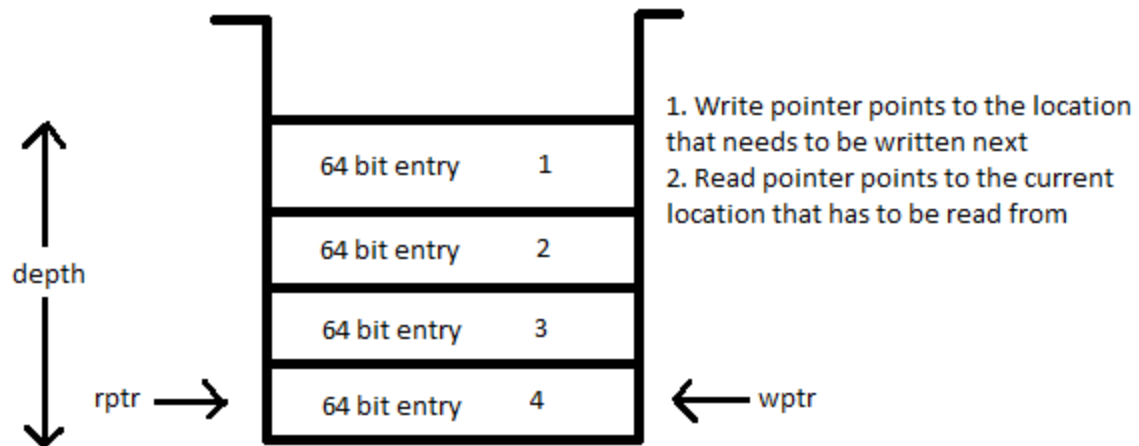 1. Write pointer points to the location
that needs to be written next
2. Read pointer points to the current
location that has to be read from
64 bit entry 1
64 bit entry 2
depth
64 bit entry 3
rptr
64 bit entry 4
wptr